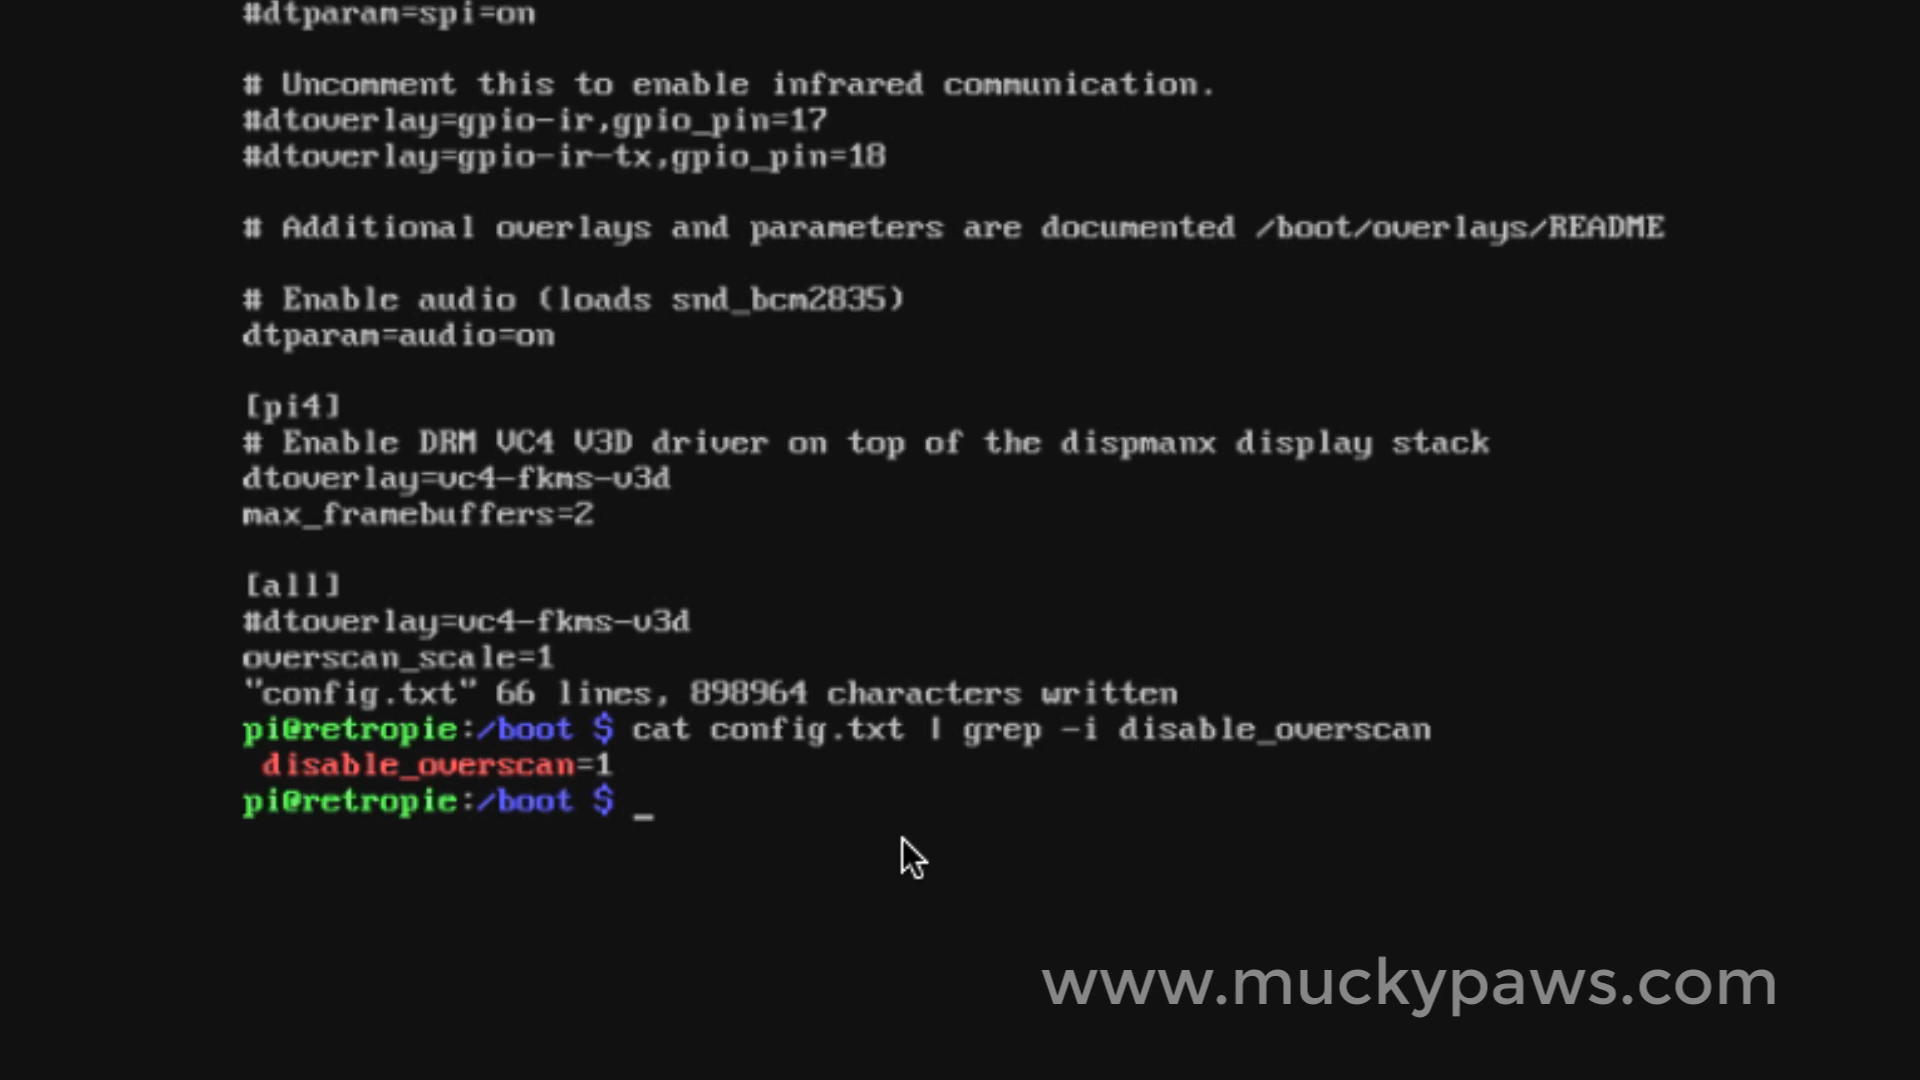 #dtparam=spi=on
# Uncomment this to enable infrared communication.
#dtoverlay=gpio-ir,gpio_pin=17
#dtoverlay=gpio-ir-tx,gpio_pin=18
# Additional overlays and parameters are documented /boot/overlays/README
# Enable audio (loads snd_bcm2835)
dtparam=audio=on
[pi4]
# Enable DRM VC4 V3D driver on top of the dispmanx display stack
dtoverlay=vc4-fkms-v3d
max_framebuffers=2
[all]
#dtoverlay=vc4-fkms-v3d
overscan_scale=1
"config.txt" 66 lines, 898964 characters written
pi@retropie:/boot $ cat config.txt | grep -i disable_overscan
disable_overscan=1
pi@retropie:/boot $ _
www.muckypaws.com